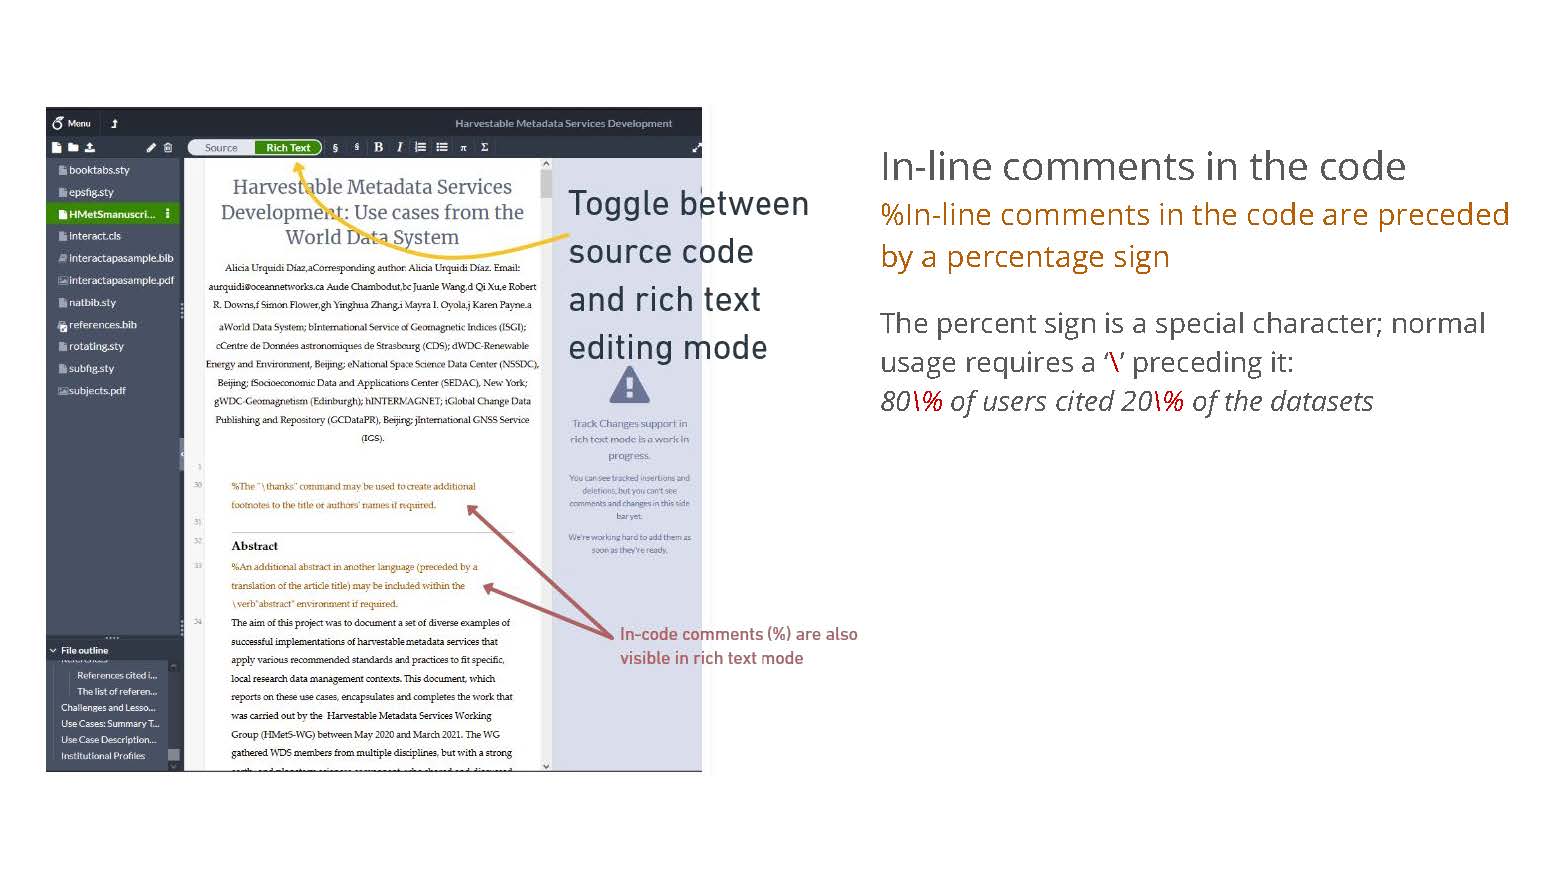 Menu
Harvestable Metadata Services Development
Source
Rich Text
§ § B I π Σ
booktabs.sty
epsfig.sty
HMetSmanuscri...
interact.cls
interactapasample.bib
interactapasample.pdf
natbib.sty
references.bib
rotating.sty
subfig.sty
subjects.pdf
File outline
References
References cited i...
The list of referen...
Challenges and Lesso...
Use Cases: Summary T...
Use Case Description...
Institutional Profiles
Harvestable Metadata Services
Development: Use cases from the
World Data System
Alicia Urquidi Díaz,aCorresponding author: Alicia Urquidi Díaz. Email:
aurquidi@oceannetworks.ca Aude Chambodut,bc Juanle Wang,d Qi Xu,e Robert
R. Downs,f Simon Flower,gh Yinghua Zhang,i Mayra I. Oyola,j Karen Payne.a
aWorld Data System; bInternational Service of Geomagnetic Indices (ISGI);
cCentre de Données astronomiques de Strasbourg (CDS); dWDC-Renewable
Energy and Environment, Beijing; eNational Space Science Data Center (NSSDC),
Beijing; fSocioeconomic Data and Applications Center (SEDAC), New York;
gWDC-Geomagnetism (Edinburgh); hINTERMAGNET; iGlobal Change Data
Publishing and Repository (GCDataPR), Beijing; jInternational GNSS Service
(IGS).
1
30
%The "\thanks" command may be used to create additional
footnotes to the title or authors' names if required.
31
32
Abstract
33
%An additional abstract in another language (preceded by a
translation of the article title) may be included within the
\verb"abstract" environment if required.
34
The aim of this project was to document a set of diverse examples of
successful implementations of harvestable metadata services that
apply various recommended standards and practices to fit specific,
local research data management contexts. This document, which
reports on these use cases, encapsulates and completes the work that
was carried out by the Harvestable Metadata Services Working
Group (HMetS-WG) between May 2020 and March 2021. The WG
gathered WDS members from multiple disciplines, but with a strong
Toggle between
source code
and rich text
editing mode
Track Changes support in
rich text mode is a work in
progress.
You can see tracked insertions and
deletions, but you can't see
comments and changes in this side
bar yet.
We're working hard to add them as
soon as they're ready.
In-code comments (%) are also
visible in rich text mode
In-line comments in the code
%In-line comments in the code are preceded
by a percentage sign
The percent sign is a special character; normal
usage requires a ‘\’ preceding it:
80\% of users cited 20\% of the datasets